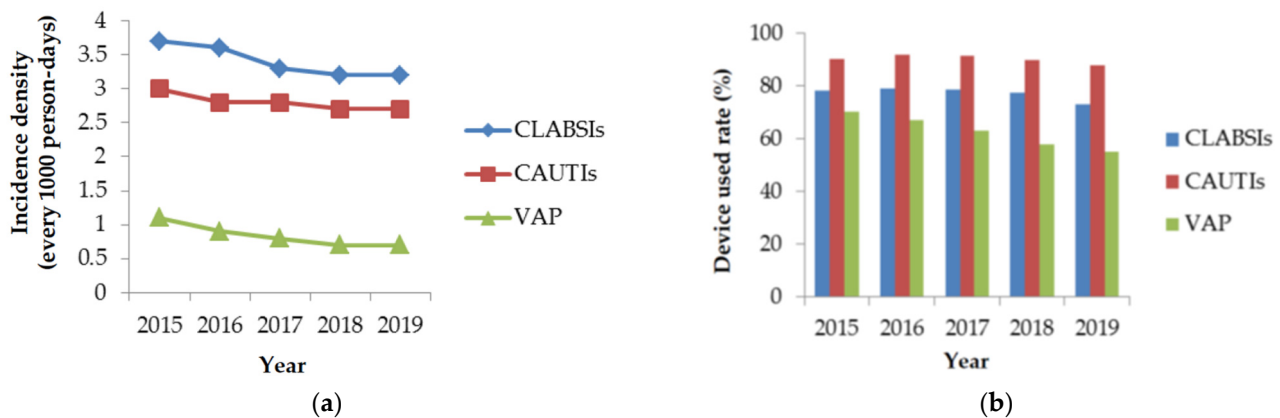 Incidence density
(every 1000 person-days)
4
3.5
3
2.5
2
1.5
1
0.5
0
2015 2016 2017 2018 2019
Year
CLABSIs
CAUTIs
VAP
(a)
Device used rate (%)
100
80
60
40
20
0
2015 2016 2017 2018 2019
Year
CLABSIs
CAUTIs
VAP
(b)